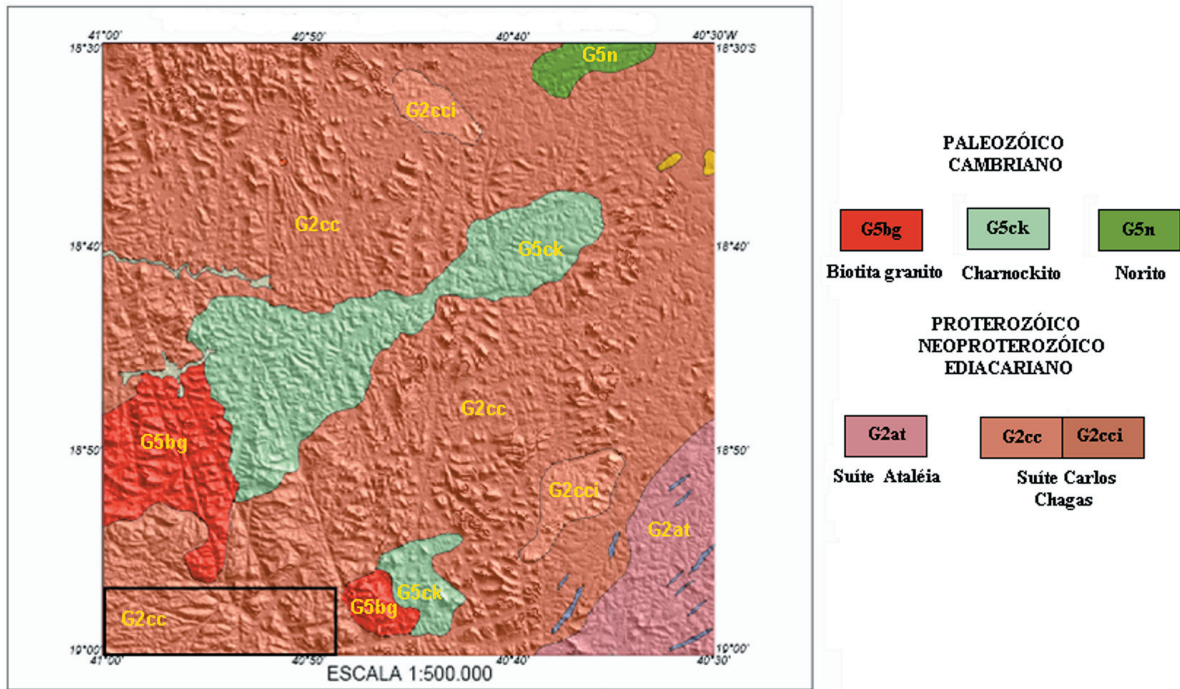 41°00' 40°50' 40°40' 40°30'W
18°30' 18°30'S
G5n
G2cci
G2cc
G5ck
18°40' 18°40'
G2cc
G5bg
18°50' 18°50'
G2cci
G2at
G5ck
G5bg
G2cc
19°00' 19°00'
41°00' 40°50' 40°40' 40°30'
ESCALA 1:500.000
PALEOZÓICO
CAMBRIANO
G5bg G5ck G5n
Biotita granito Charnockito Norito
PROTEROZÓICO
NEOPROTEROZÓICO
EDIACARIANO
G2at G2cc G2cci
Suíte Ataléia Suíte Carlos
Chagas